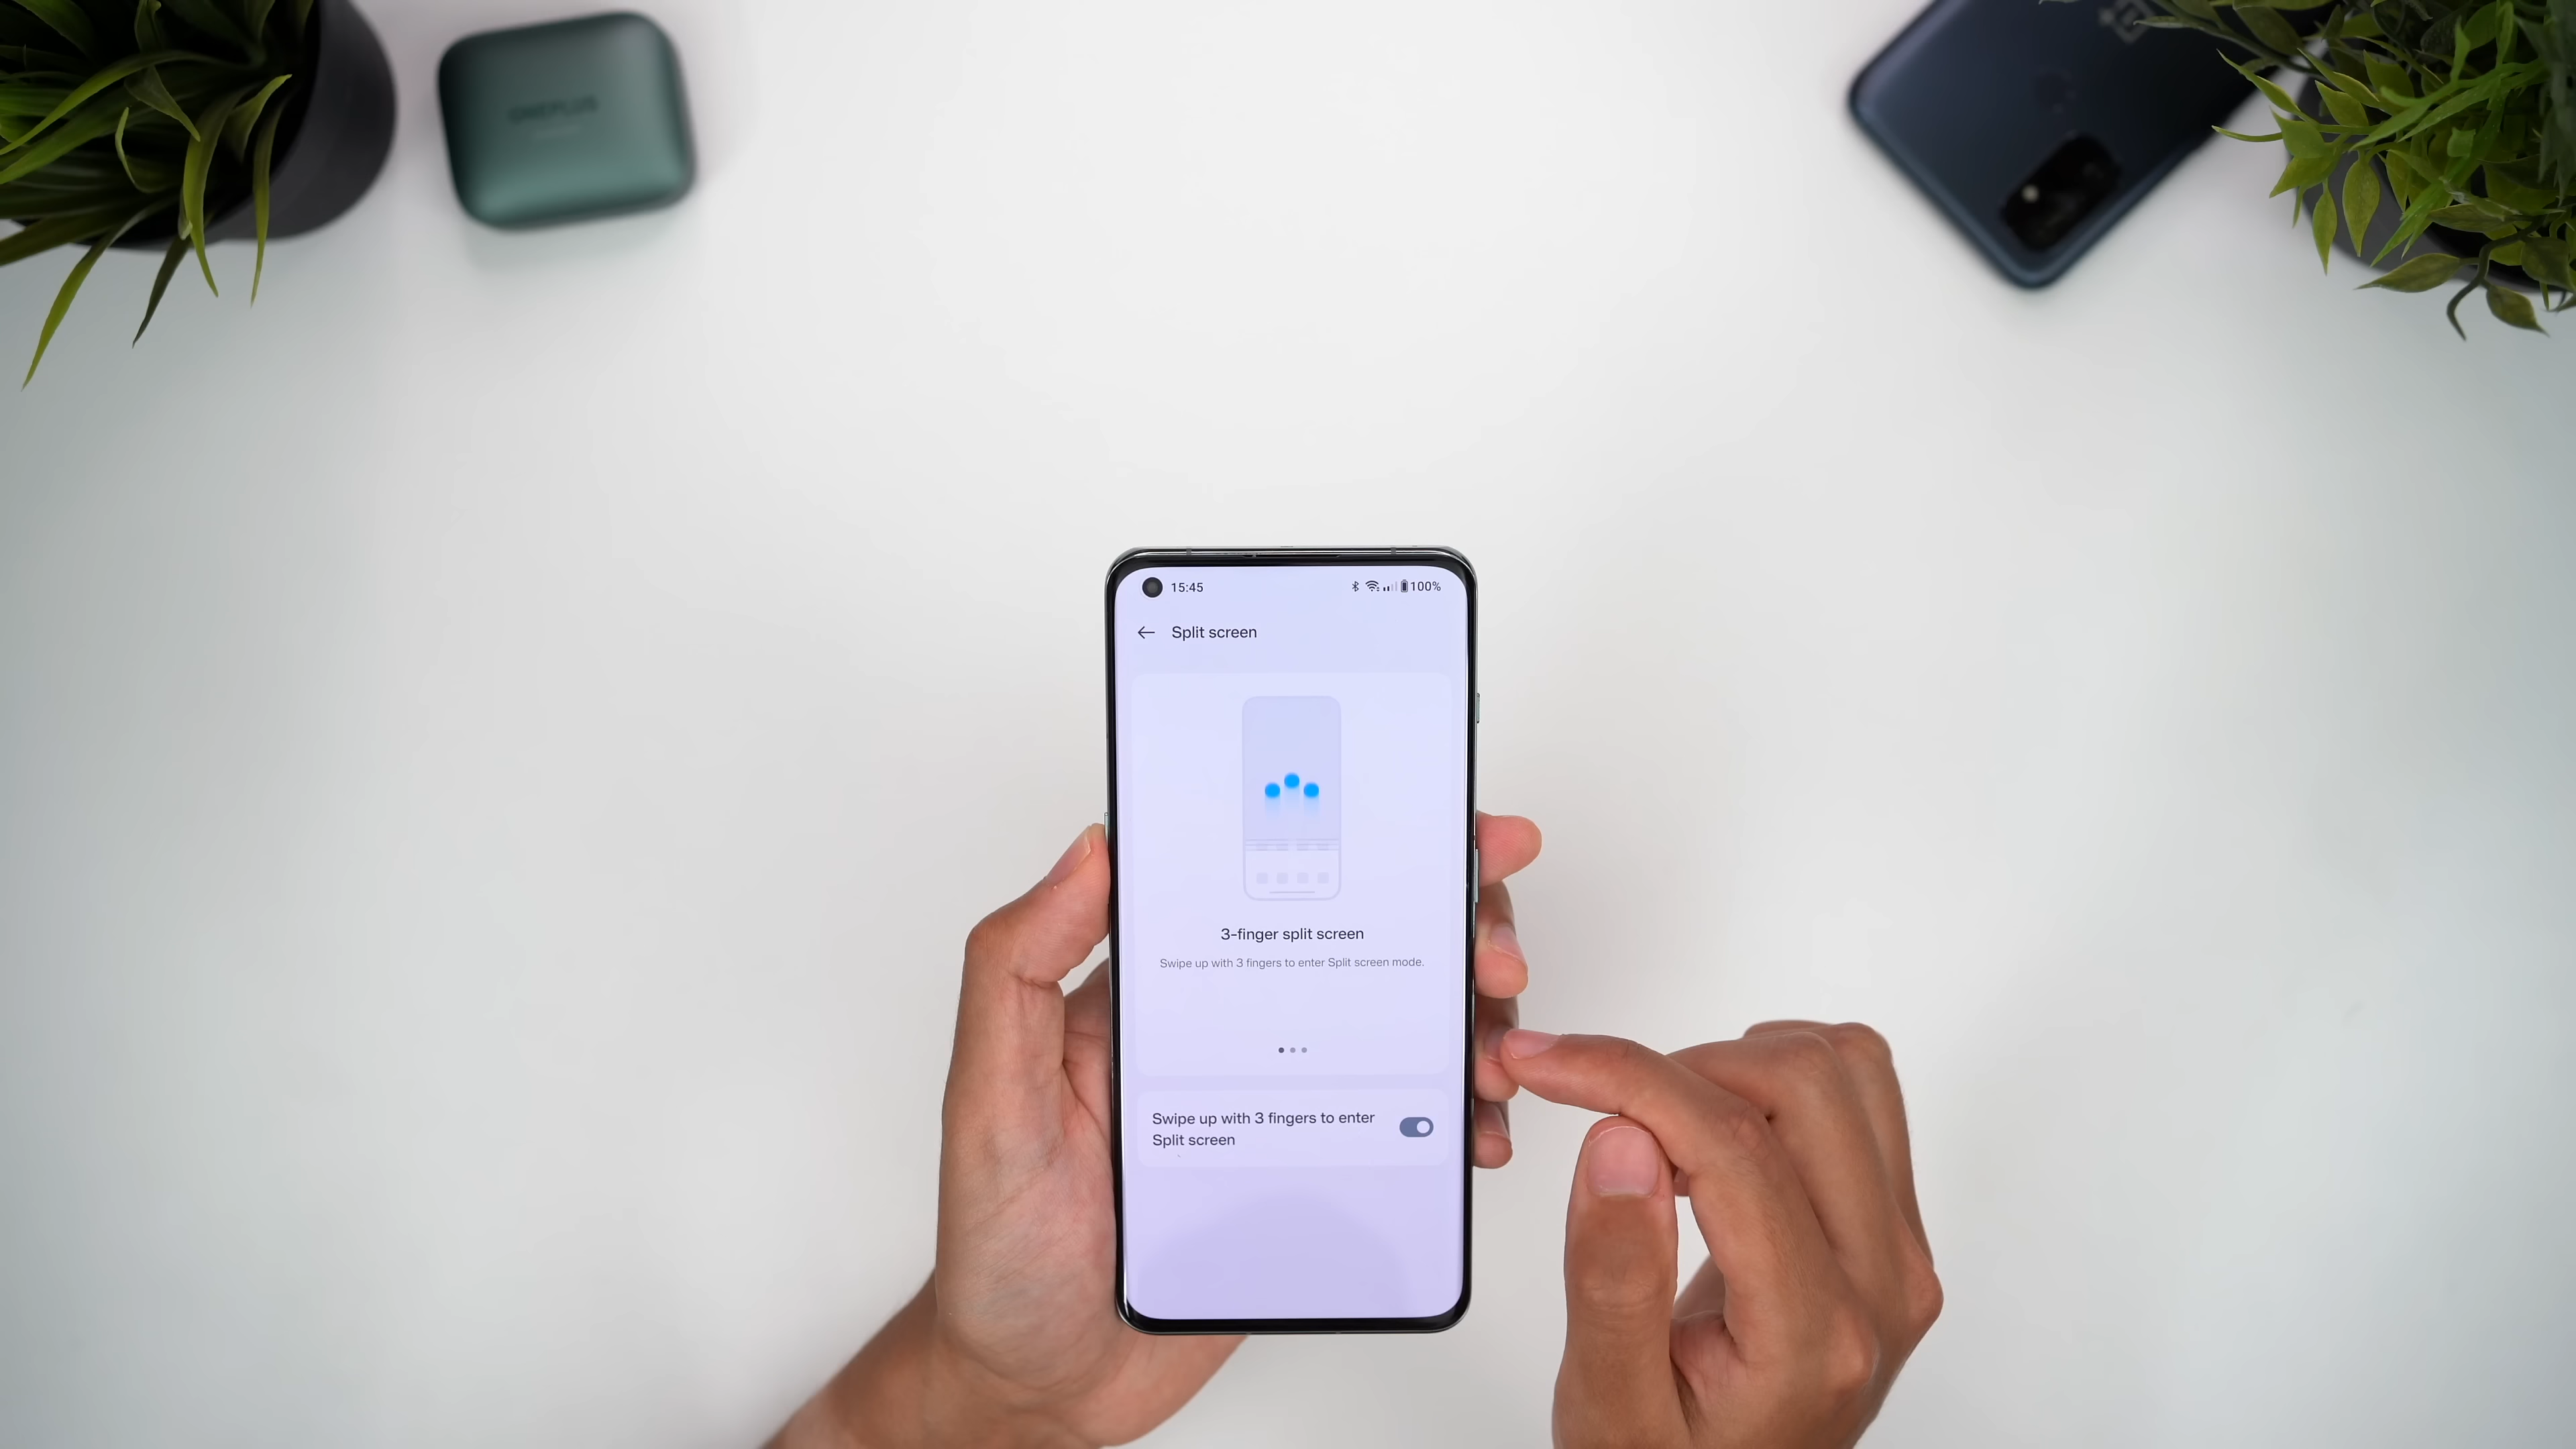 ONEPLUS
15:45
100%
Split screen
3-finger split screen
Swipe up with 3 fingers to enter Split screen mode.
Swipe up with 3 fingers to enter
Split screen